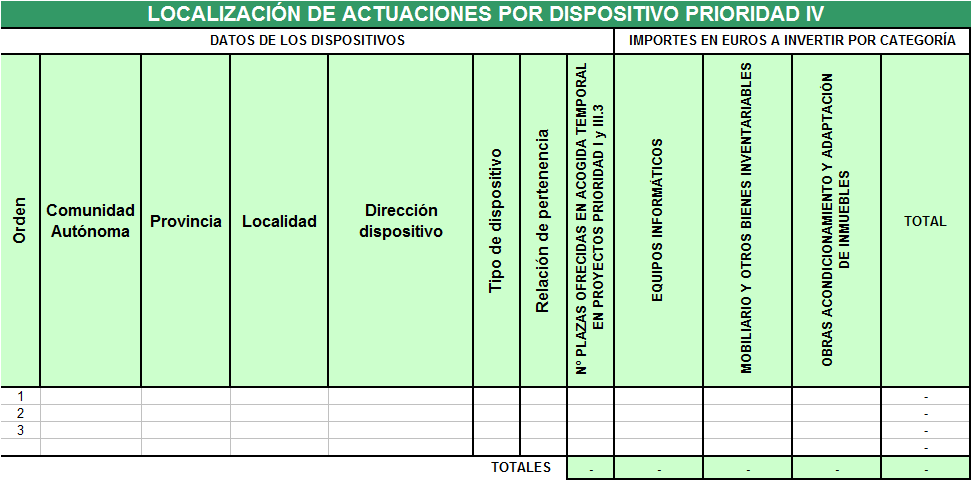 LOCALIZACIÓN DE ACTUACIONES POR DISPOSITIVO PRIORIDAD IV
DATOS DE LOS DISPOSITIVOS
IMPORTES EN EUROS A INVERTIR POR CATEGORÍA
Orden
Comunidad
Autónoma
Provincia
Localidad
Dirección
dispositivo
Tipo de dispositivo
Relación de pertenencia
Nº PLAZAS OFRECIDAS EN ACOGIDA TEMPORAL
EN PROYECTOS PRIORIDAD I y III.3
EQUIPOS INFORMÁTICOS
MOBILIARIO Y OTROS BIENES INVENTARIABLES
OBRAS ACONDICIONAMIENTO Y ADAPTACIÓN
DE INMUEBLES
TOTAL
1 -
2 -
3 -
-
TOTALES - - - - -